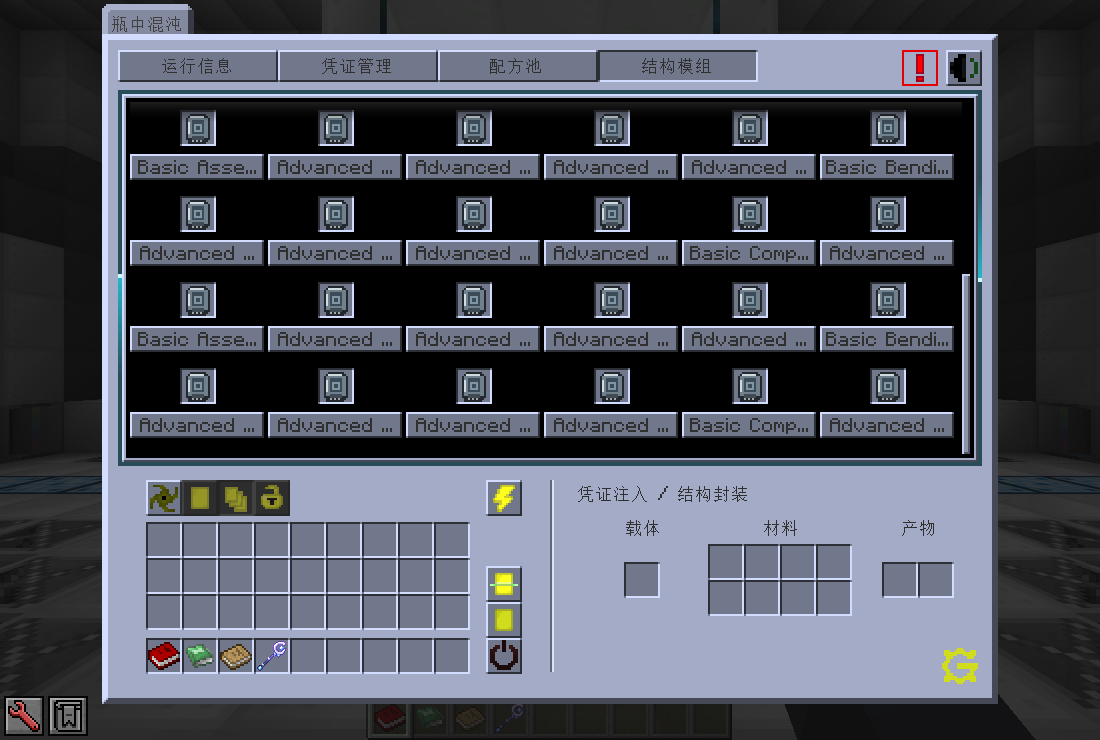 瓶中混沌
运行信息 凭证管理 配方池 结构模组
Basic Asse... Advanced ... Advanced ... Advanced ... Advanced ... Basic Bendi...
Advanced ... Advanced ... Advanced ... Advanced ... Basic Comp... Advanced ...
Basic Asse... Advanced ... Advanced ... Advanced ... Advanced ... Basic Bendi...
Advanced ... Advanced ... Advanced ... Advanced ... Basic Comp... Advanced ...
凭证注入 / 结构封装
载体 材料 产物